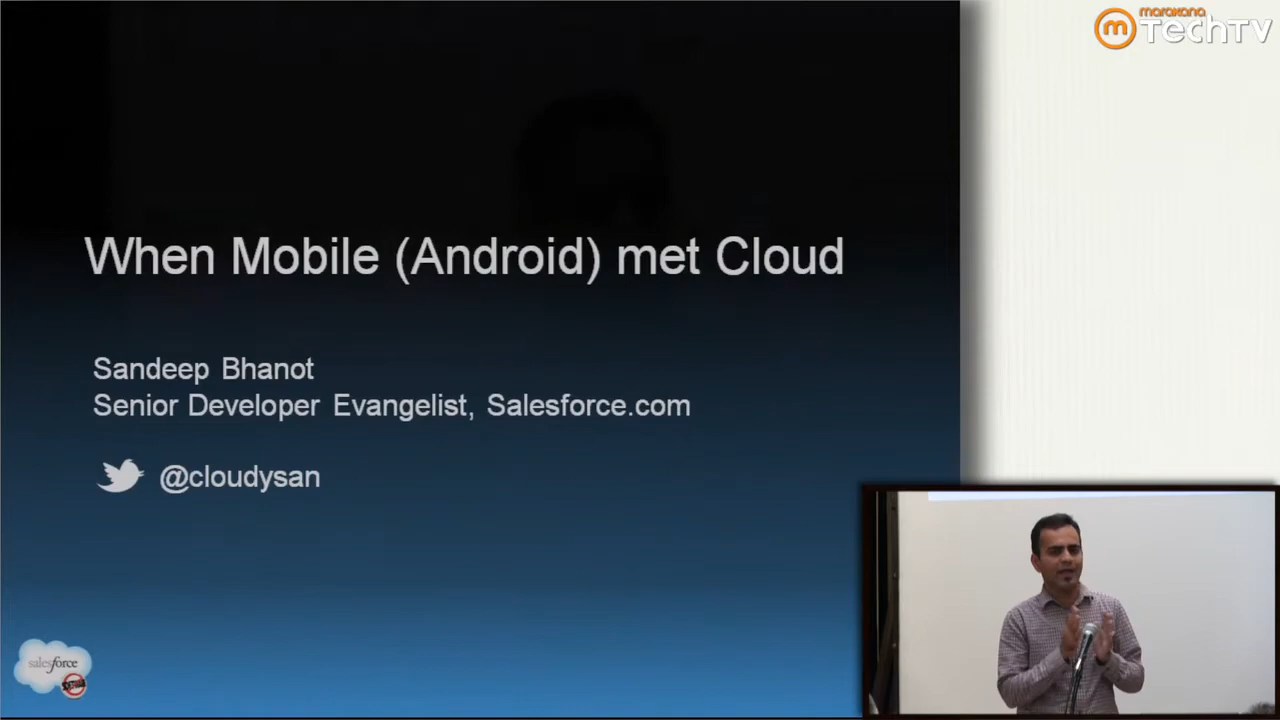 marakana
TechTV
When Mobile (Android) met Cloud
Sandeep Bhanot
Senior Developer Evangelist, Salesforce.com
@cloudysan
salesforce